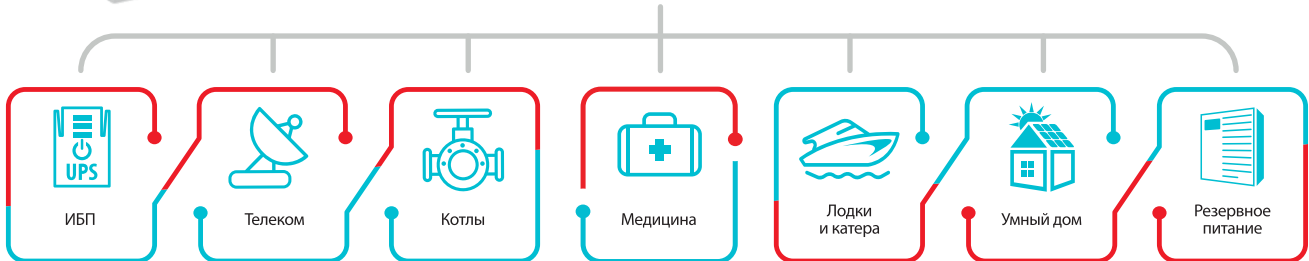 UPS
ИБП
Телеком
Котлы
Медицина
Лодки
и катера
Умный дом
Резервное
питание